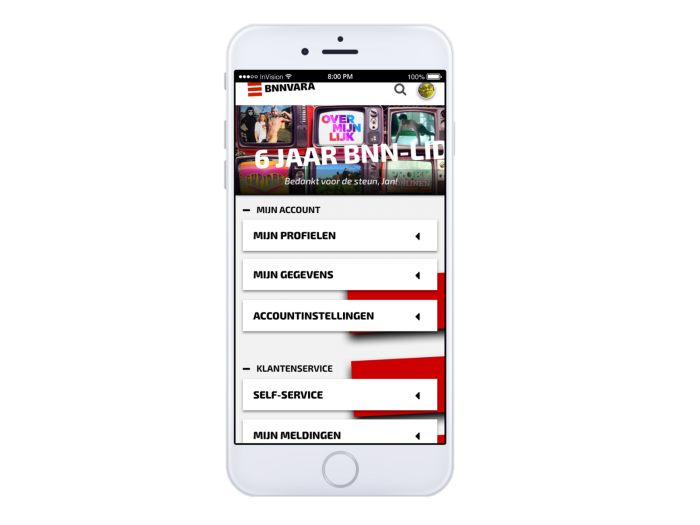 ●●●○○ InVision 8:00 PM 100%
BNNVARA
OVER
MIJN
LIJK
6 JAAR BNN-LID
Bedankt voor de steun, Jan!
MIJN ACCOUNT
MIJN PROFIELEN
MIJN GEGEVENS
ACCOUNTINSTELLINGEN
KLANTENSERVICE
SELF-SERVICE
MIJN MELDINGEN